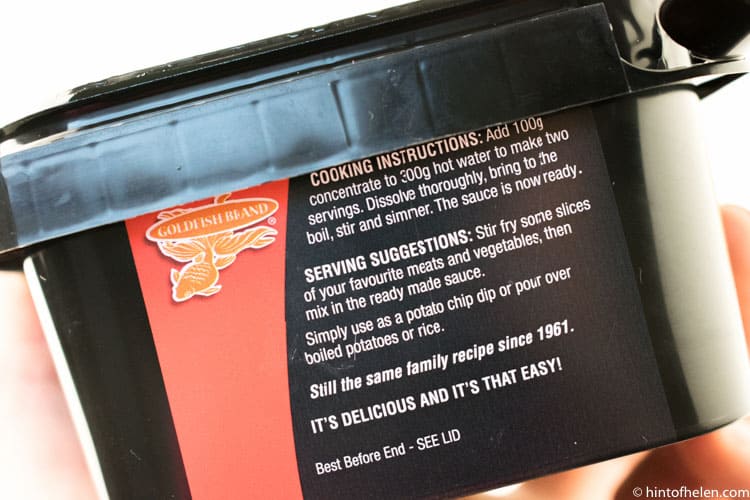 COOKING INSTRUCTIONS: Add 100g
concentrate to 300g hot water to make two
servings. Dissolve thoroughly, bring to the
boil, stir and simmer. The sauce is now ready.
SERVING SUGGESTIONS: Stir fry some slices
of your favourite meats and vegetables, then
mix in the ready made sauce.
Simply use as a potato chip dip or pour over
boiled potatoes or rice.
Still the same family recipe since 1961.
IT'S DELICIOUS AND IT'S THAT EASY!
Best Before End - SEE LID
GOLDFISH BRAND
®
© hintofhelen.com